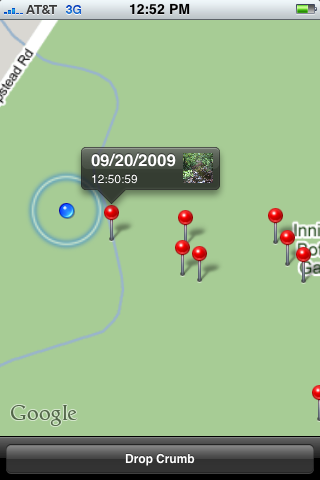 AT&T 3G 12:52 PM
pstead Rd
09/20/2009
12:50:59
Inni
Bot
Ga
Google
Drop Crumb